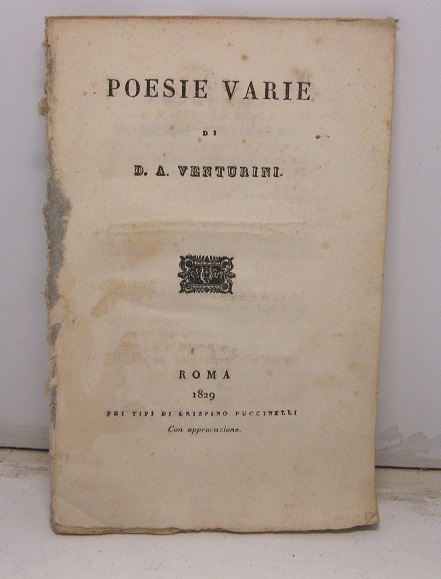 POESIE VARIE
DI
D. A. VENTURINI.
ROMA
1829
PEI TIPI DI CRISPINO PUCCINELLI
Con approvazione.